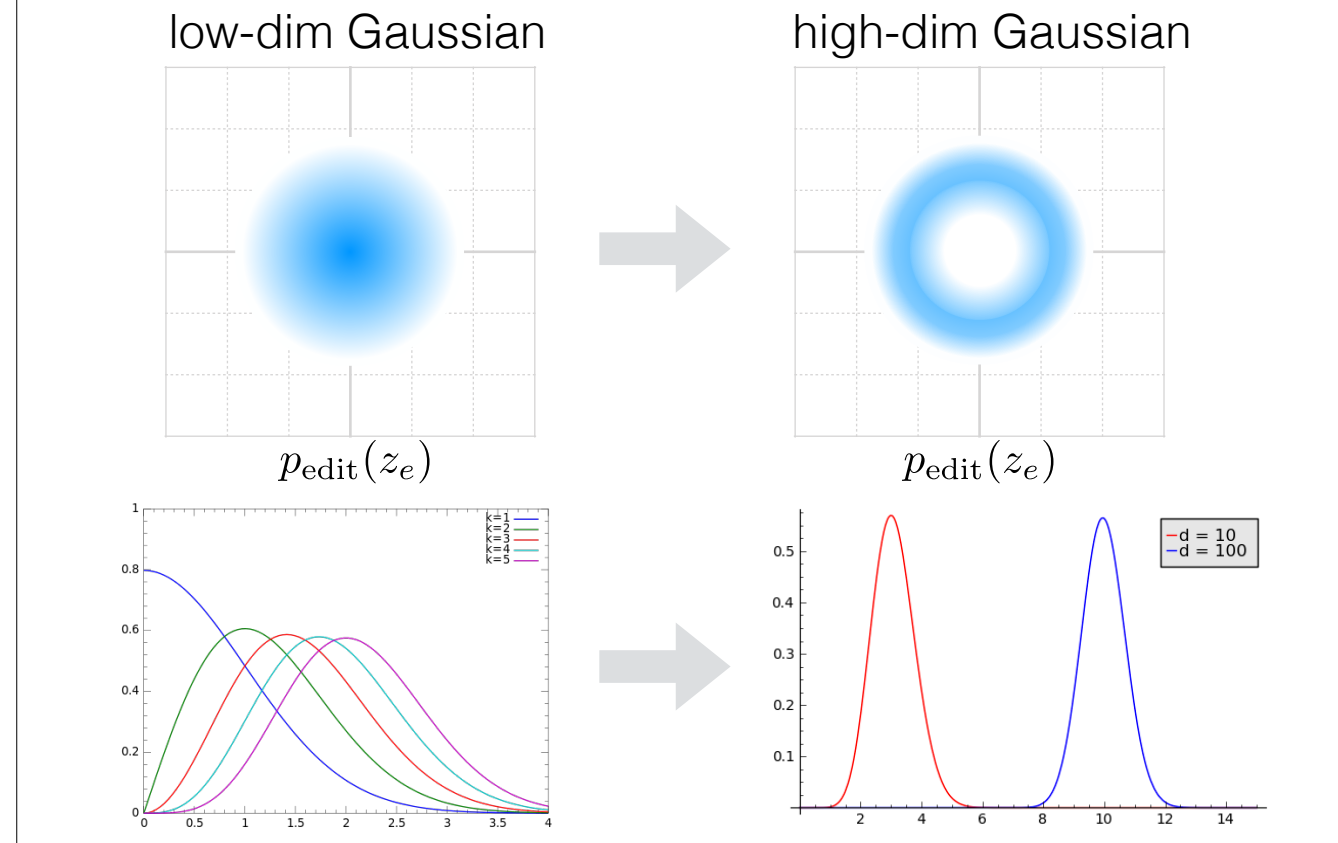 low-dim Gaussian
high-dim Gaussian
p_edit(z_e)
p_edit(z_e)
1
0.8
0.6
0.4
0.2
0
0 0.5 1 1.5 2 2.5 3 3.5 4
k=1
k=2
k=3
k=4
k=5
0.5
0.4
0.3
0.2
0.1
2 4 6 8 10 12 14
d = 10
d = 100